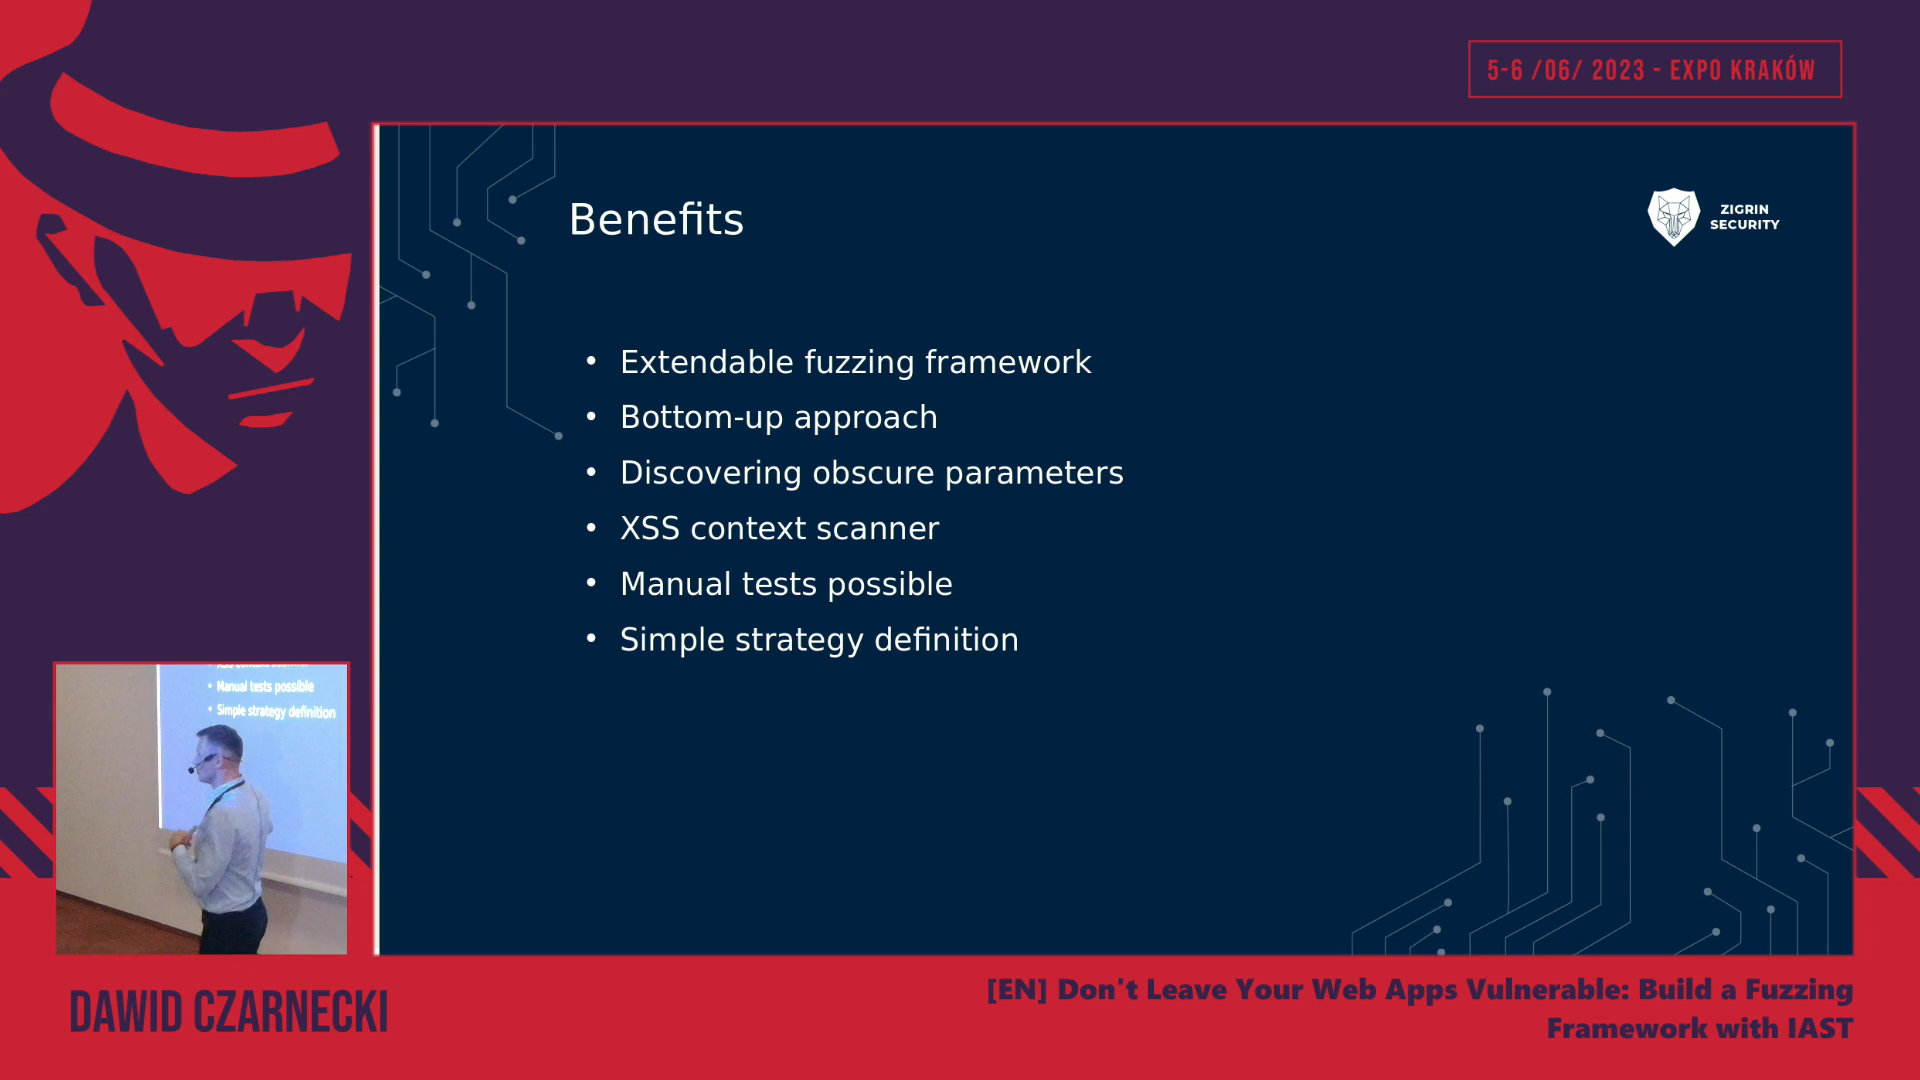 5-6 /06/ 2023 - EXPO KRAKÓW
Benefits
ZIGRIN
SECURITY
• Extendable fuzzing framework
• Bottom-up approach
• Discovering obscure parameters
• XSS context scanner
• Manual tests possible
• Simple strategy definition
• Manual tests possible
• Simple strategy definition
DAWID CZARNECKI
[EN] Don't Leave Your Web Apps Vulnerable: Build a Fuzzing
Framework with IAST